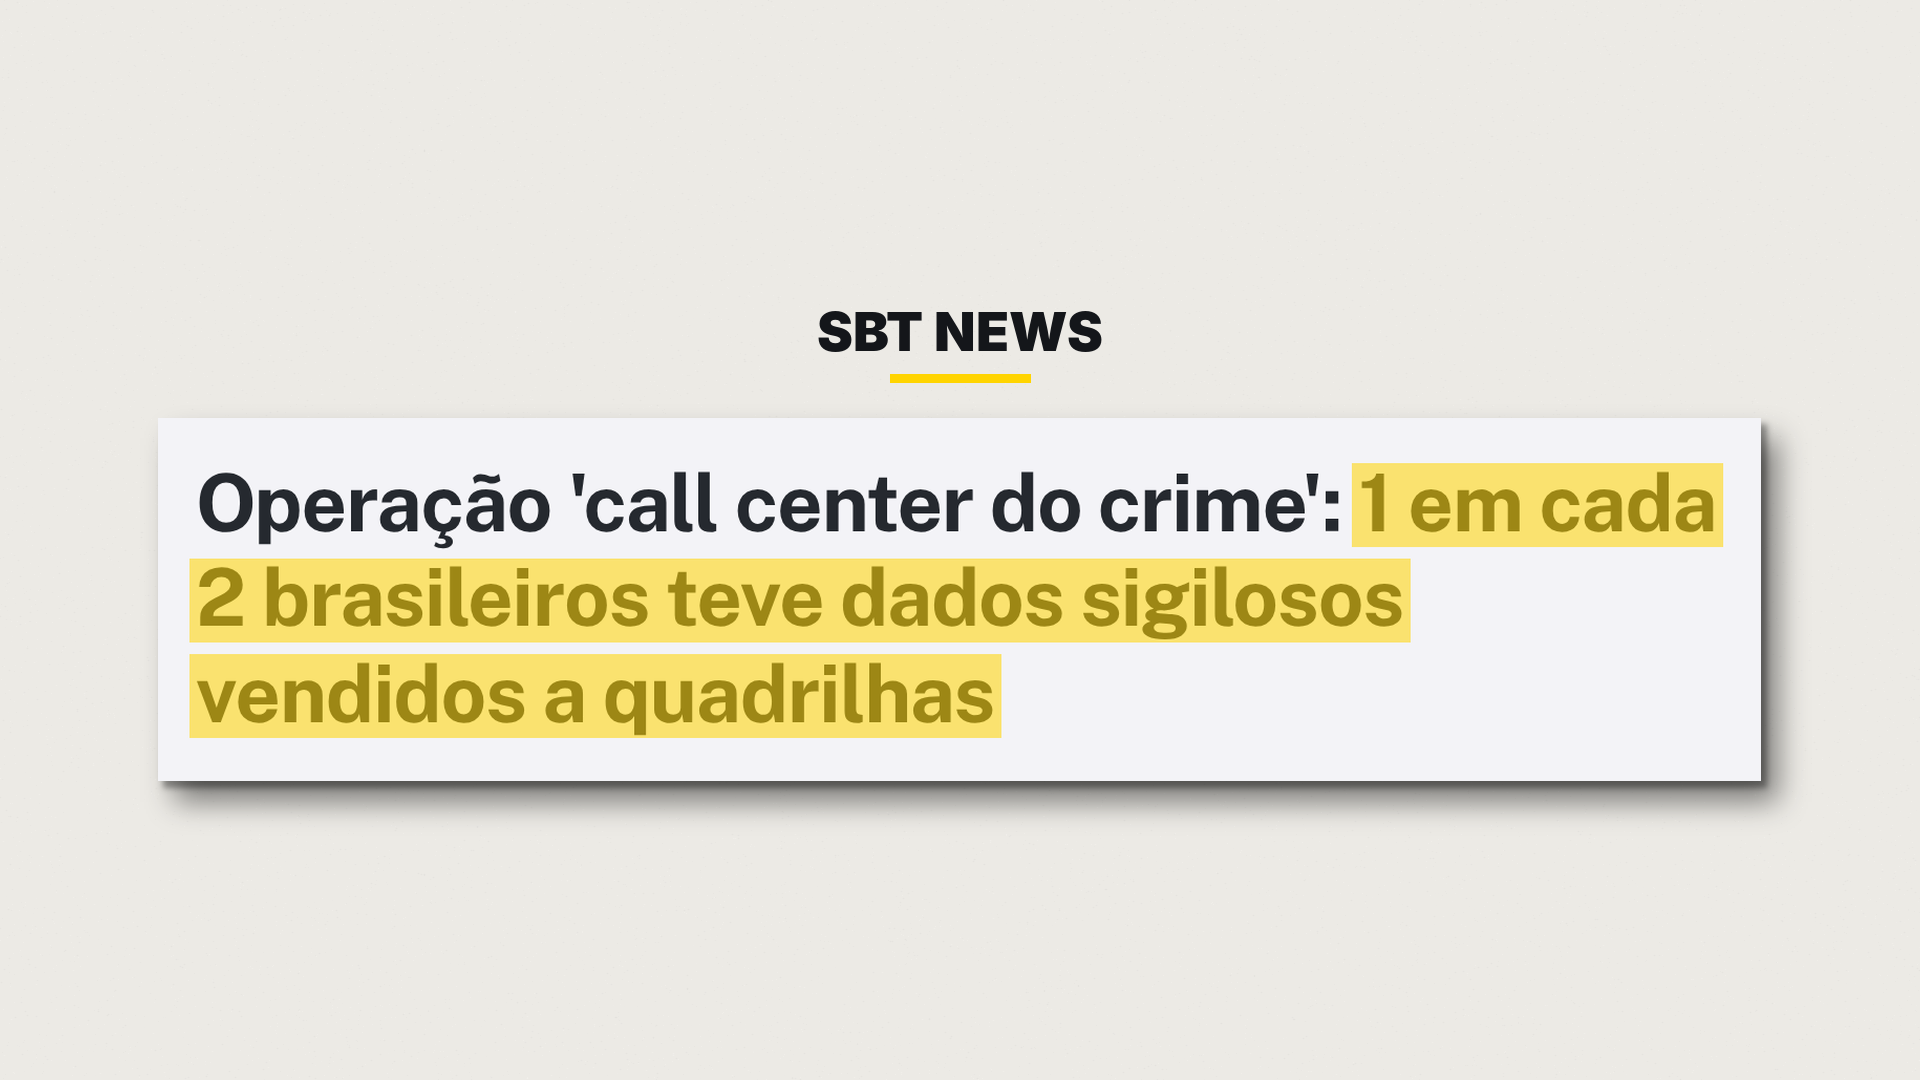 SBT NEWS
Operação 'call center do crime': 1 em cada
2 brasileiros teve dados sigilosos
vendidos a quadrilhas